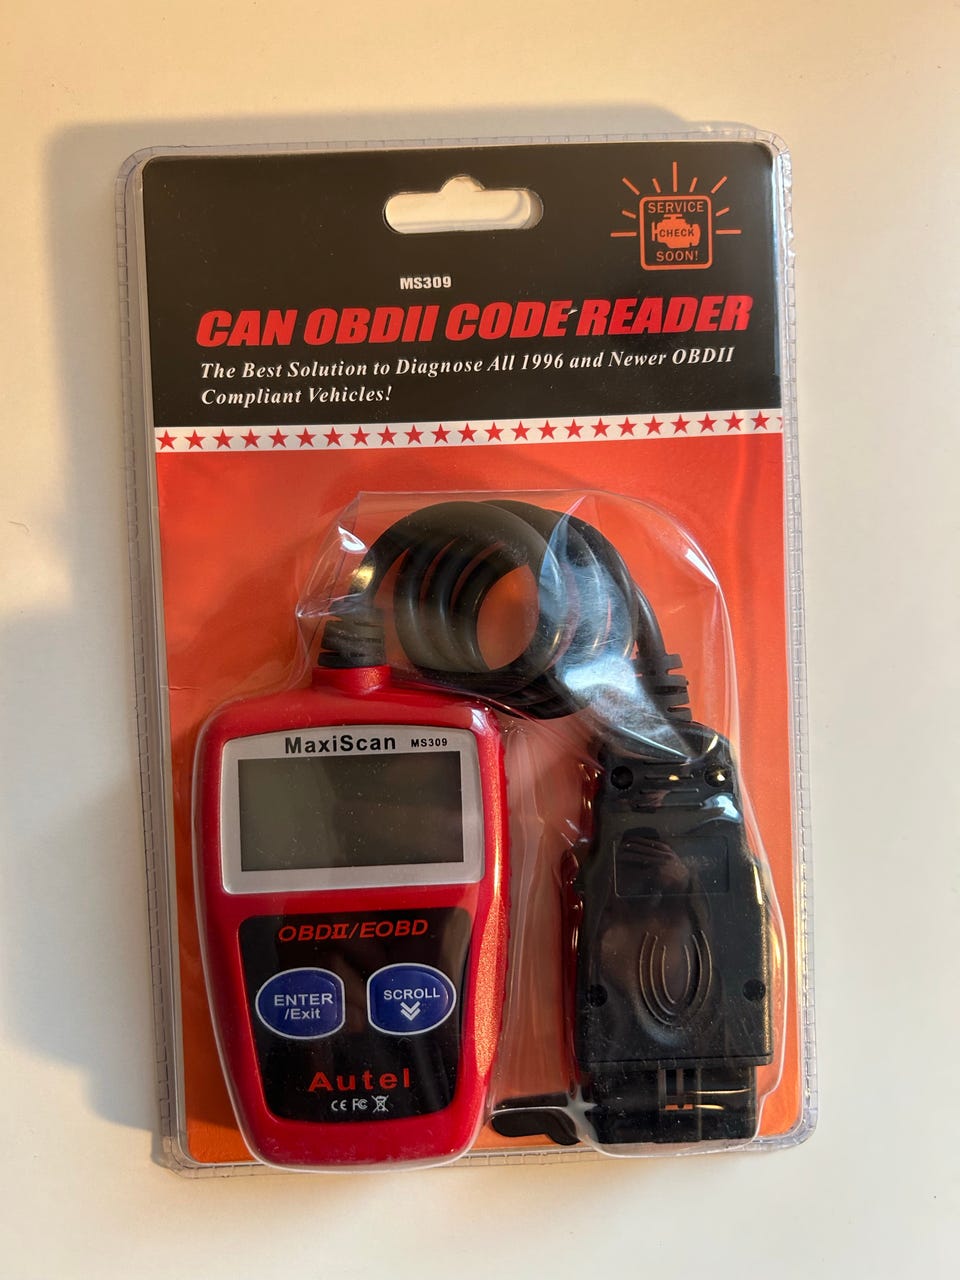 SERVICE
CHECK
SOON!
MS309
CAN OBDII CODE READER
The Best Solution to Diagnose All 1996 and Newer OBDII
Compliant Vehicles!
MaxiScan MS309
OBDII/EOBD
ENTER
/Exit
SCROLL
Autel
CE FC